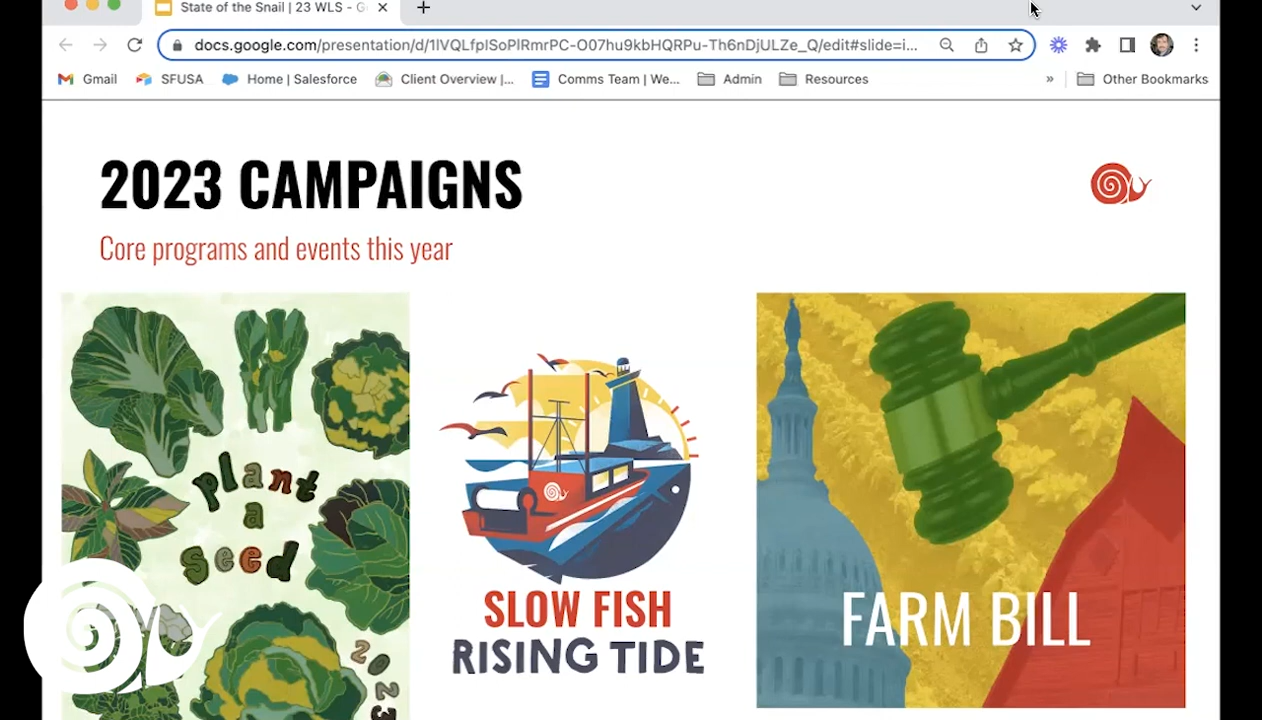 State of the Snail | 23 WLS - G
docs.google.com/presentation/d/1lVQLfpISoPlRmrPC-O07hu9kbHQRPu-Th6nDjULZe_Q/edit#slide=i...
Gmail
SFUSA
Home | Salesforce
Client Overview |...
Comms Team | We...
Admin
Resources
»
Other Bookmarks
2023 CAMPAIGNS
Core programs and events this year
plant
a
seed
2023
SLOW FISH
RISING TIDE
FARM BILL